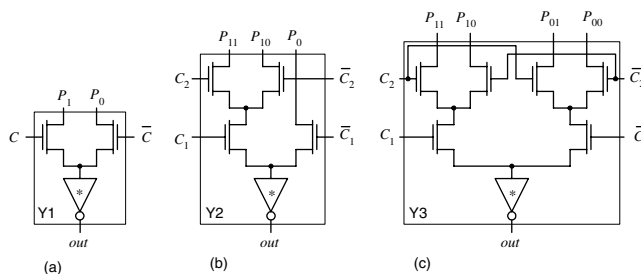 P11 P10 P01 P00
P11 P10 P0
C2 C̅2 C2 C̅2
P1 P0
C C̅ C1 C̅1 C1
* * *
Y1 Y2 Y3
out out out
(a) (b) (c)